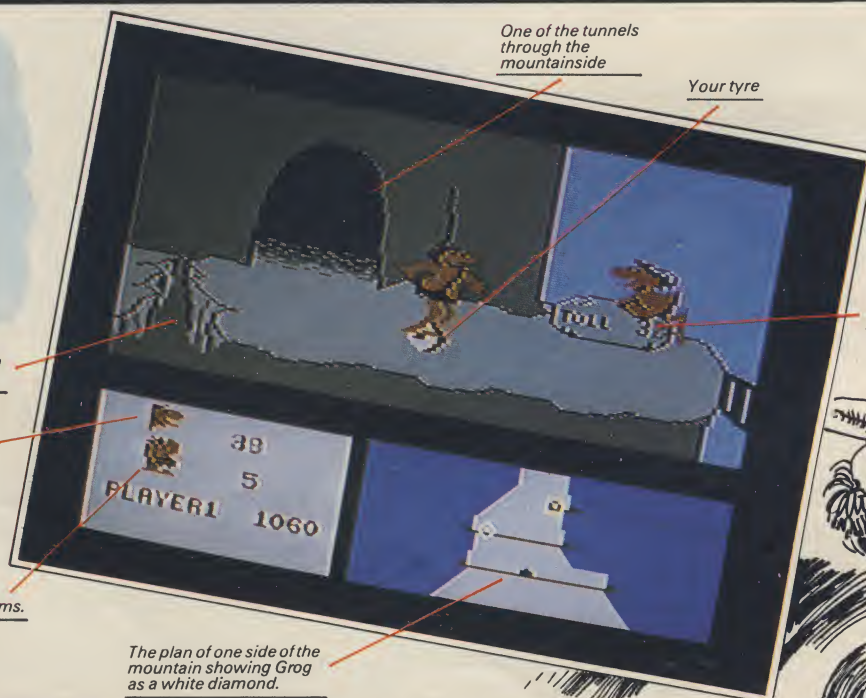 One of the tunnels
through the
mountainside
Your tyre
TOLL 3
38
5
PLAYER1 1060
ms.
The plan of one side of the
mountain showing Grog
as a white diamond.